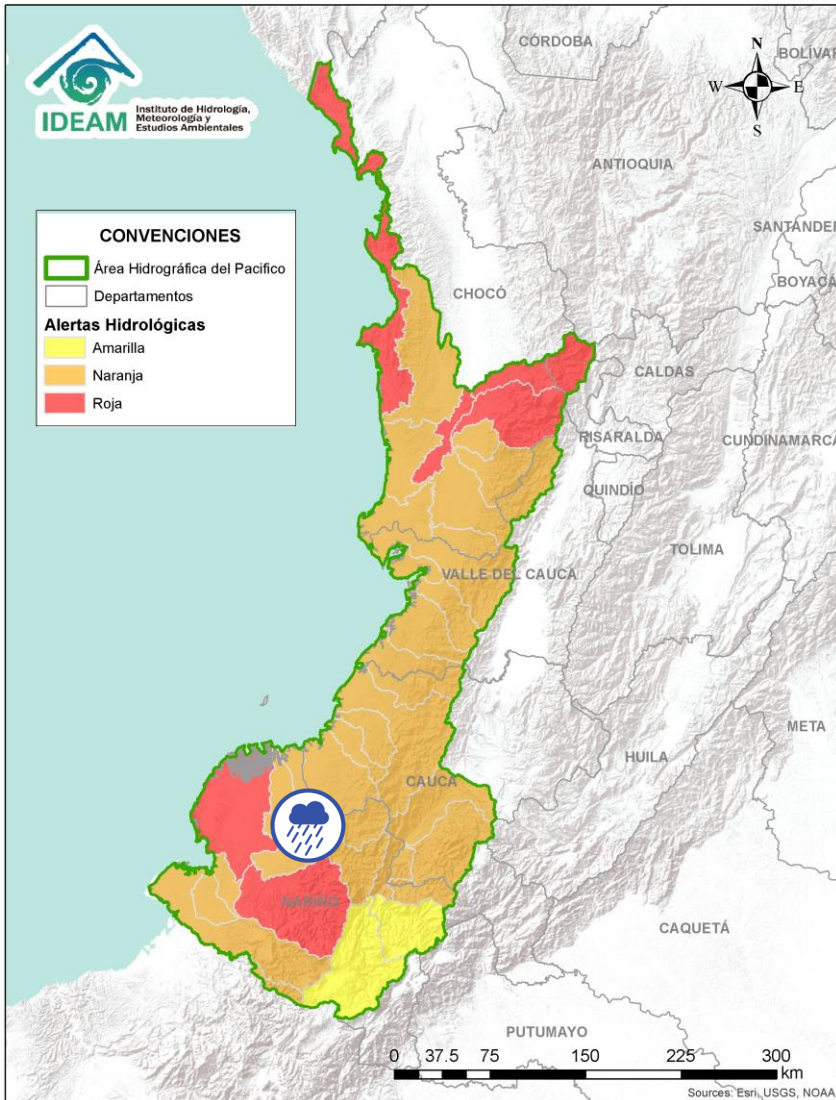 IDEAM
Instituto de Hidrología,
Meteorología y
Estudios Ambientales
CÓRDOBA
BOLÍVAR
N
W
E
S
ANTIOQUIA
SANTANDER
BOYACÁ
CONVENCIONES
Área Hidrográfica del Pacifico
Departamentos
Alertas Hidrológicas
Amarilla
Naranja
Roja
CHOCÓ
CALDAS
RISARALDA
CUNDINAMARCA
QUINDÍO
TOLIMA
VALLE DEL CAUCA
META
HUILA
CAUCA
NARIÑO
CAQUETÁ
PUTUMAYO
0 37.5 75 150 225 300
km
Sources: Esri, USGS, NOAA